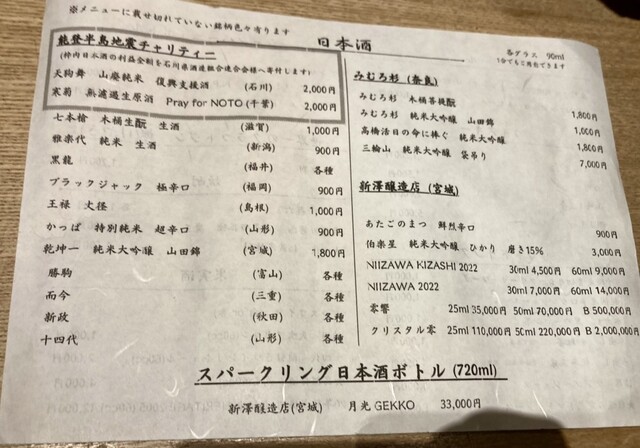 ※メニューに載せ切れていない銘柄色々有ります
日本酒
各グラス 90ml
1合でもご用意できます
能登半島地震チャリティー
(枠内日本酒の利益全額を石川県酒造組合連合会様へ寄付します)
天狗舞 山廃純米 復興支援酒 (石川) 2,000円
寒菊 無濾過生原酒 Pray for NOTO (千葉) 2,000円
七本槍 木桶生酛 生酒 (滋賀) 1,000円
雅楽代 純米 生酒 (新潟) 900円
黒龍 (福井) 各種
ブラックジャック 極辛口 (福岡) 900円
王祿 丈径 (島根) 1,000円
かっぱ 特別純米 超辛口 (山形) 900円
乾坤一 純米大吟醸 山田錦 (宮城) 1,800円
勝駒 (富山) 各種
而今 (三重) 各種
新政 (秋田) 各種
十四代 (山形) 各種
みむろ杉 (奈良)
みむろ杉 木桶菩提酛 1,800円
みむろ杉 純米大吟醸 山田錦 1,000円
高橋活日の命に捧ぐ 純米大吟醸 1,800円
三輪山 純米大吟醸 袋吊り 7,000円
新澤醸造店 (宮城)
あたごのまつ 鮮烈辛口 900円
伯楽星 純米大吟醸 ひかり 磨き15% 3,000円
NIIZAWA KIZASHI 2022 30ml 4,500円 60ml 9,000円
NIIZAWA 2022 30ml 7,000円 60ml 14,000円
零響 25ml 35,000円 50ml 70,000円 B 500,000円
クリスタル零 25ml 110,000円 50ml 220,000円 B 2,000,000円
スパークリング日本酒ボトル (720ml)
新澤醸造店(宮城) 月光 GEKKO 33,000円